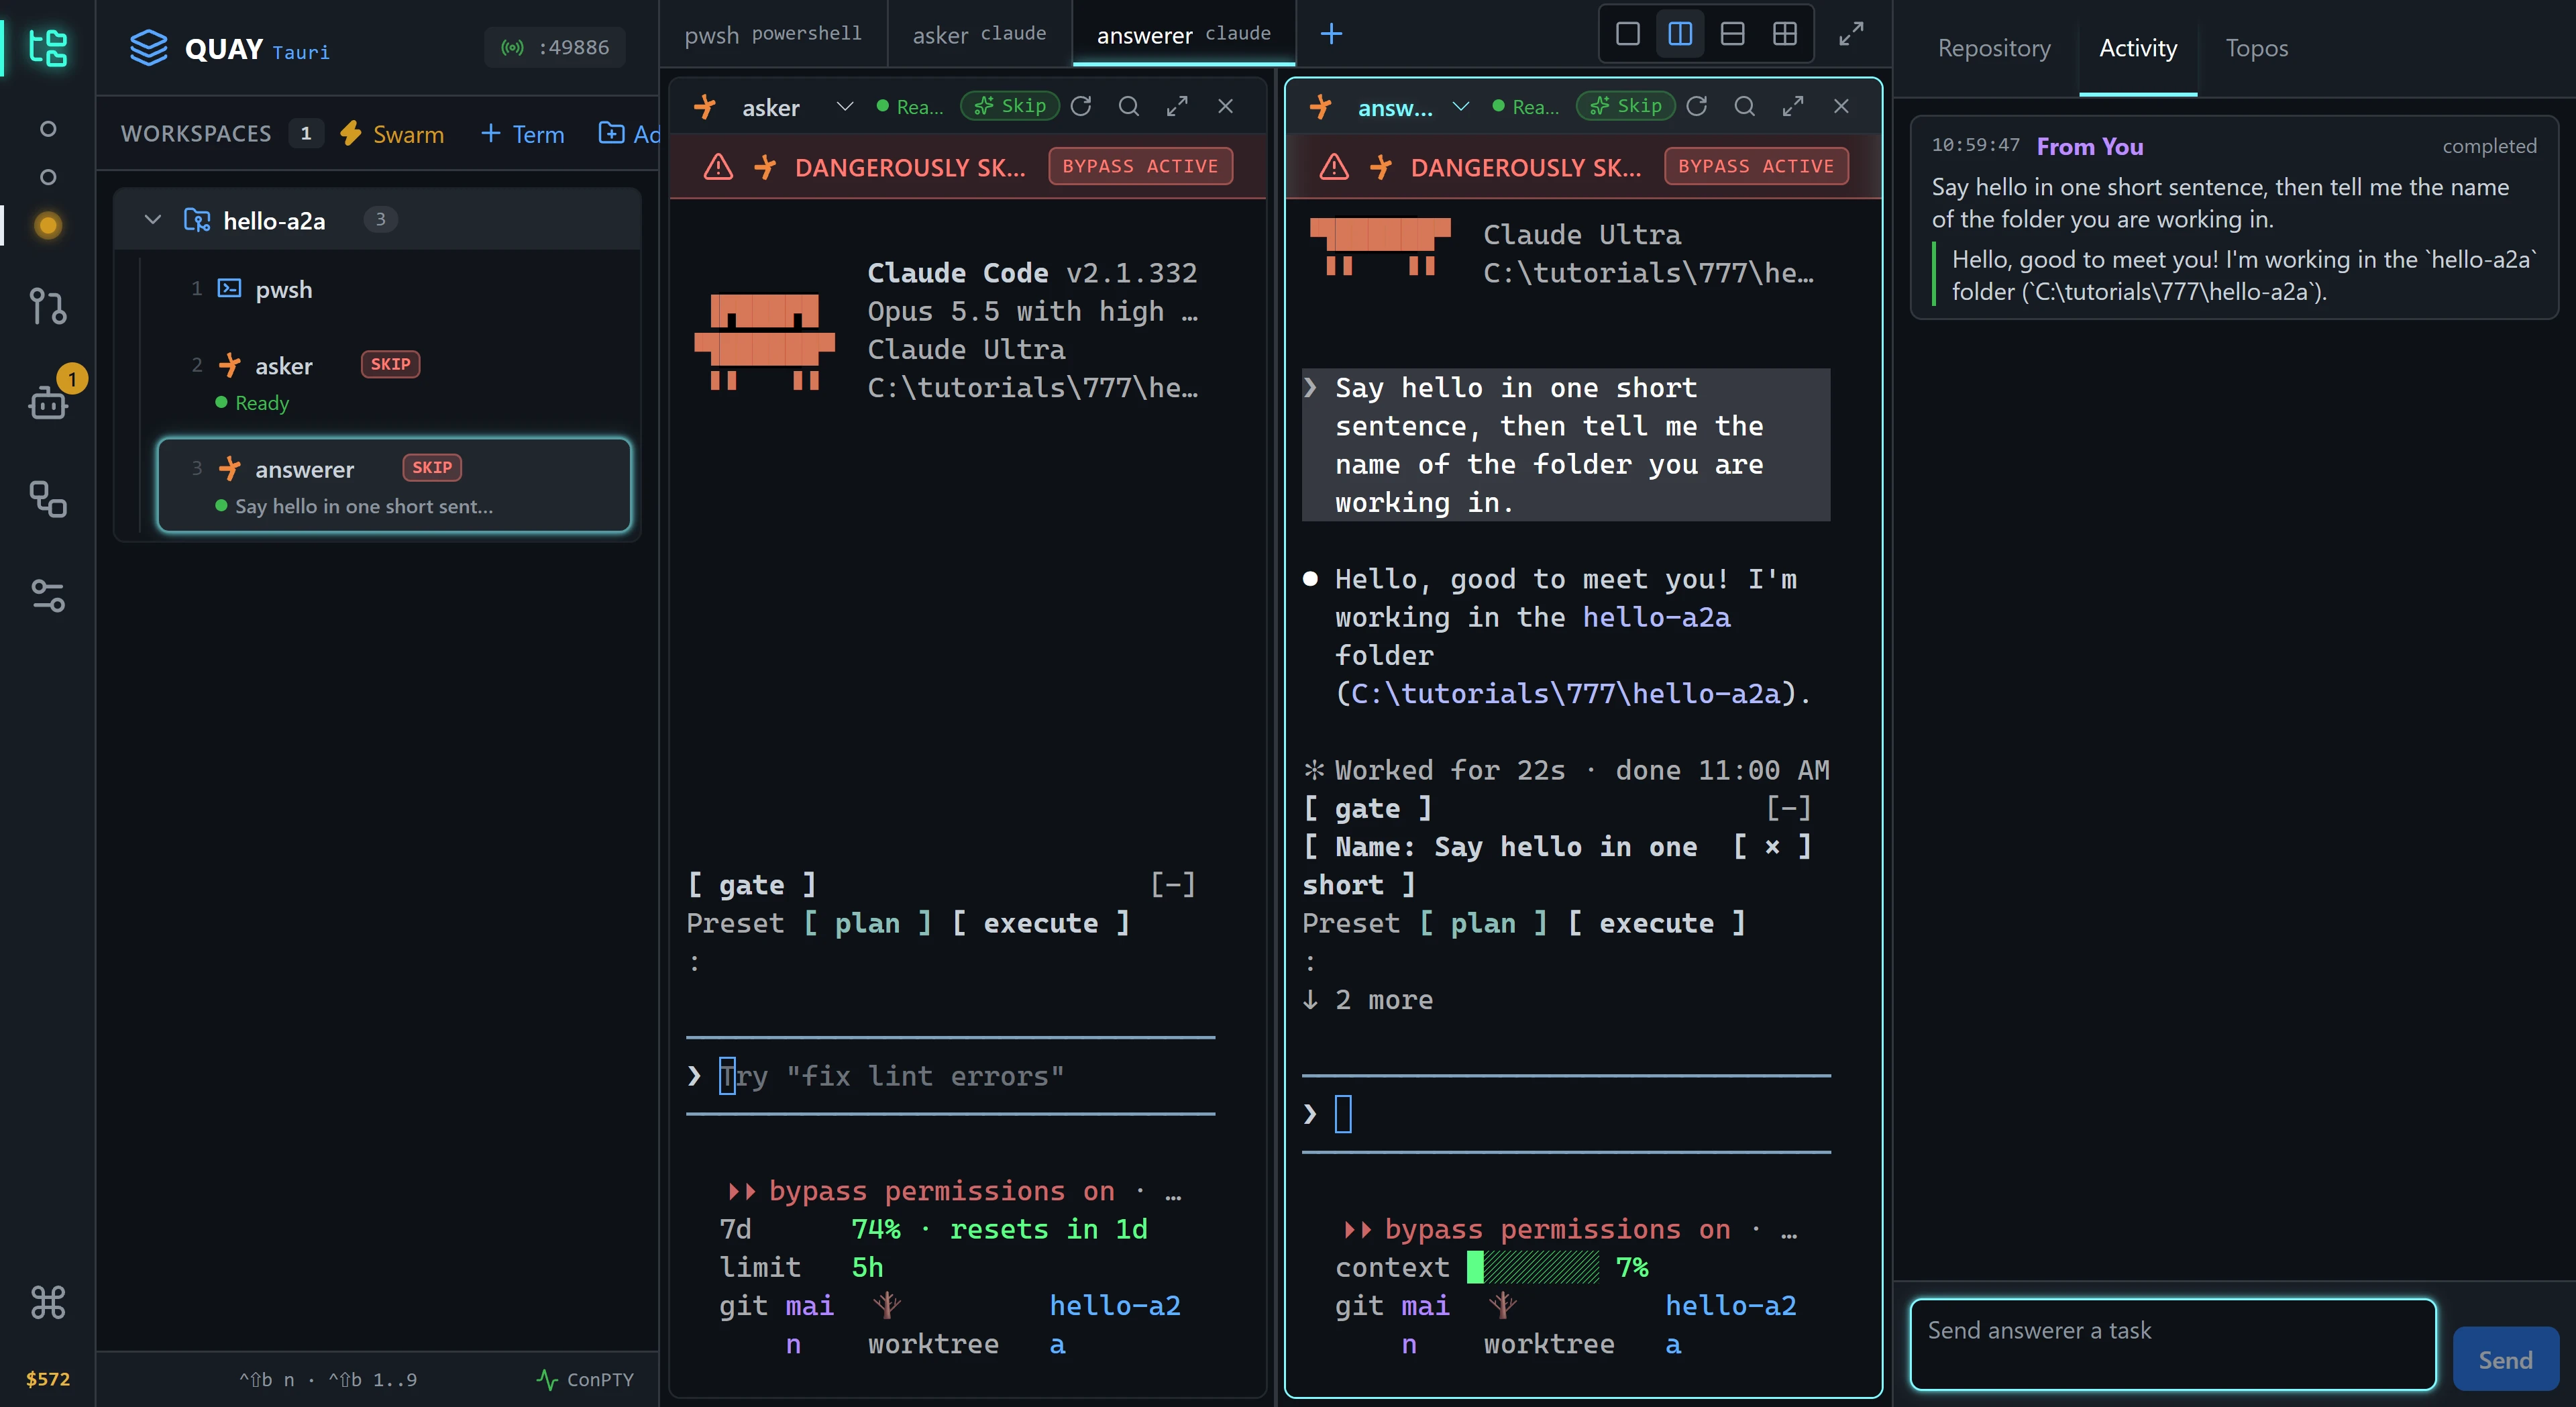 QUAY Tauri
:49886
WORKSPACES 1 Swarm + Term Ad
hello-a2a 3
1 pwsh
2 asker SKIP
Ready
3 answerer SKIP
Say hello in one short sent...
1
$572
^⇧b n · ^⇧b 1..9
ConPTY
pwsh powershell
asker claude
answerer claude
+
asker Rea... Skip
DANGEROUSLY SK... BYPASS ACTIVE
Claude Code v2.1.332
Opus 5.5 with high …
Claude Ultra
C:\tutorials\777\he…
[ gate ] [-]
Preset [ plan ] [ execute ]
:
❯ Try "fix lint errors"
⏵⏵ bypass permissions on · …
7d 74% · resets in 1d
limit 5h
git mai hello-a2
n worktree a
answ... Rea... Skip
DANGEROUSLY SK... BYPASS ACTIVE
Claude Ultra
C:\tutorials\777\he…
❯ Say hello in one short
sentence, then tell me the
name of the folder you are
working in.
● Hello, good to meet you! I'm
working in the hello-a2a
folder
(C:\tutorials\777\hello-a2a).
✻ Worked for 22s · done 11:00 AM
[ gate ] [-]
[ Name: Say hello in one [ × ]
short ]
Preset [ plan ] [ execute ]
:
↓ 2 more
❯
⏵⏵ bypass permissions on · …
context 7%
git mai hello-a2
n worktree a
Repository Activity Topos
10:59:47 From You completed
Say hello in one short sentence, then tell me the name
of the folder you are working in.
Hello, good to meet you! I'm working in the `hello-a2a`
folder (`C:\tutorials\777\hello-a2a`).
Send answerer a task
Send